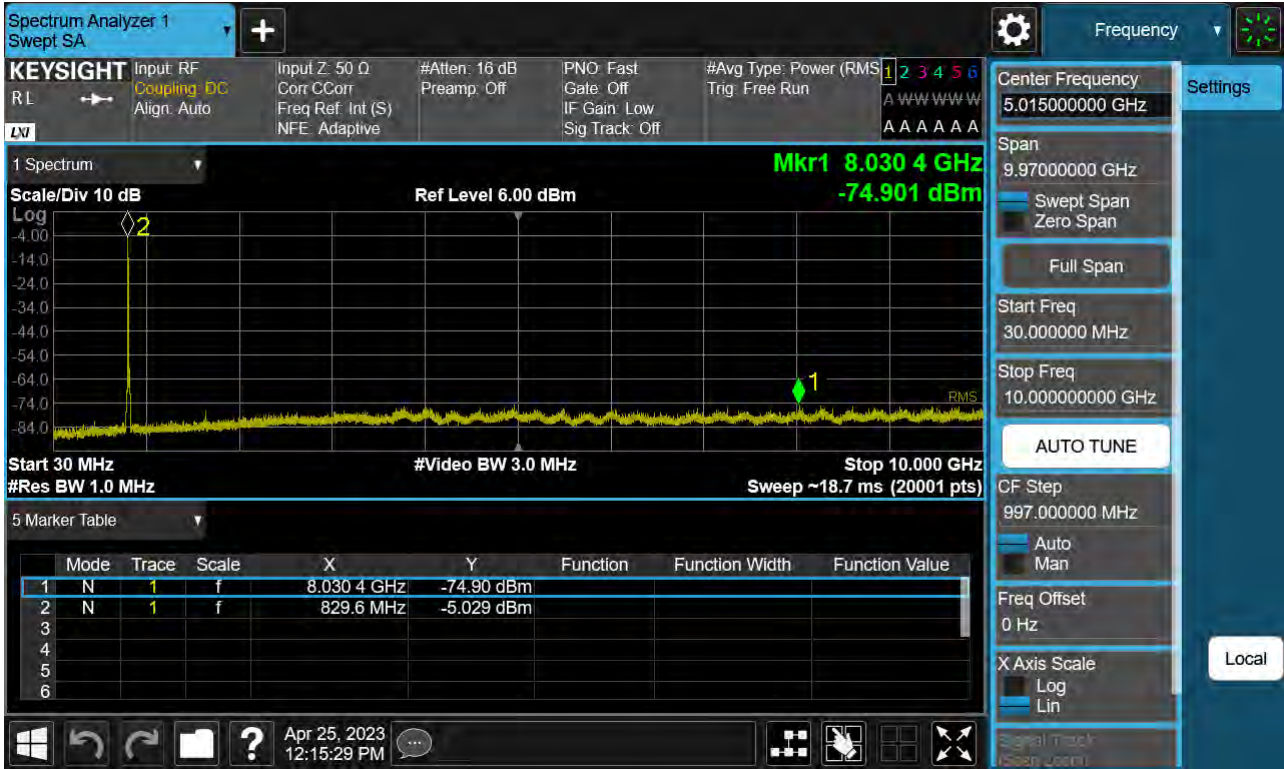 Spectrum Analyzer 1
Swept SA
Frequency
KEYSIGHT
R L
LXI
Input: RF
Coupling: DC
Align: Auto
Input Z: 50 Ω
Corr CCorr
Freq Ref: Int (S)
NFE: Adaptive
#Atten: 16 dB
Preamp: Off
PNO: Fast
Gate: Off
IF Gain: Low
Sig Track: Off
#Avg Type: Power (RMS
Trig: Free Run
1 2 3 4 5 6
A W W W W W
A A A A A A
1 Spectrum
Scale/Div 10 dB
Ref Level 6.00 dBm
Mkr1 8.030 4 GHz
-74.901 dBm
Log
-4.00
-14.0
-24.0
-34.0
-44.0
-54.0
-64.0
-74.0
-84.0
2
1
RMS
Start 30 MHz
#Video BW 3.0 MHz
Stop 10.000 GHz
#Res BW 1.0 MHz
Sweep ~18.7 ms (20001 pts)
5 Marker Table
Mode Trace Scale X Y Function Function Width Function Value
1 N 1 f 8.030 4 GHz -74.90 dBm
2 N 1 f 829.6 MHz -5.029 dBm
3
4
5
6
Apr 25, 2023
12:15:29 PM
Center Frequency
5.015000000 GHz
Settings
Span
9.97000000 GHz
Swept Span
Zero Span
Full Span
Start Freq
30.000000 MHz
Stop Freq
10.000000000 GHz
AUTO TUNE
CF Step
997.000000 MHz
Auto
Man
Freq Offset
0 Hz
X Axis Scale
Log
Lin
Signal Track
(Span Zoom)
Local